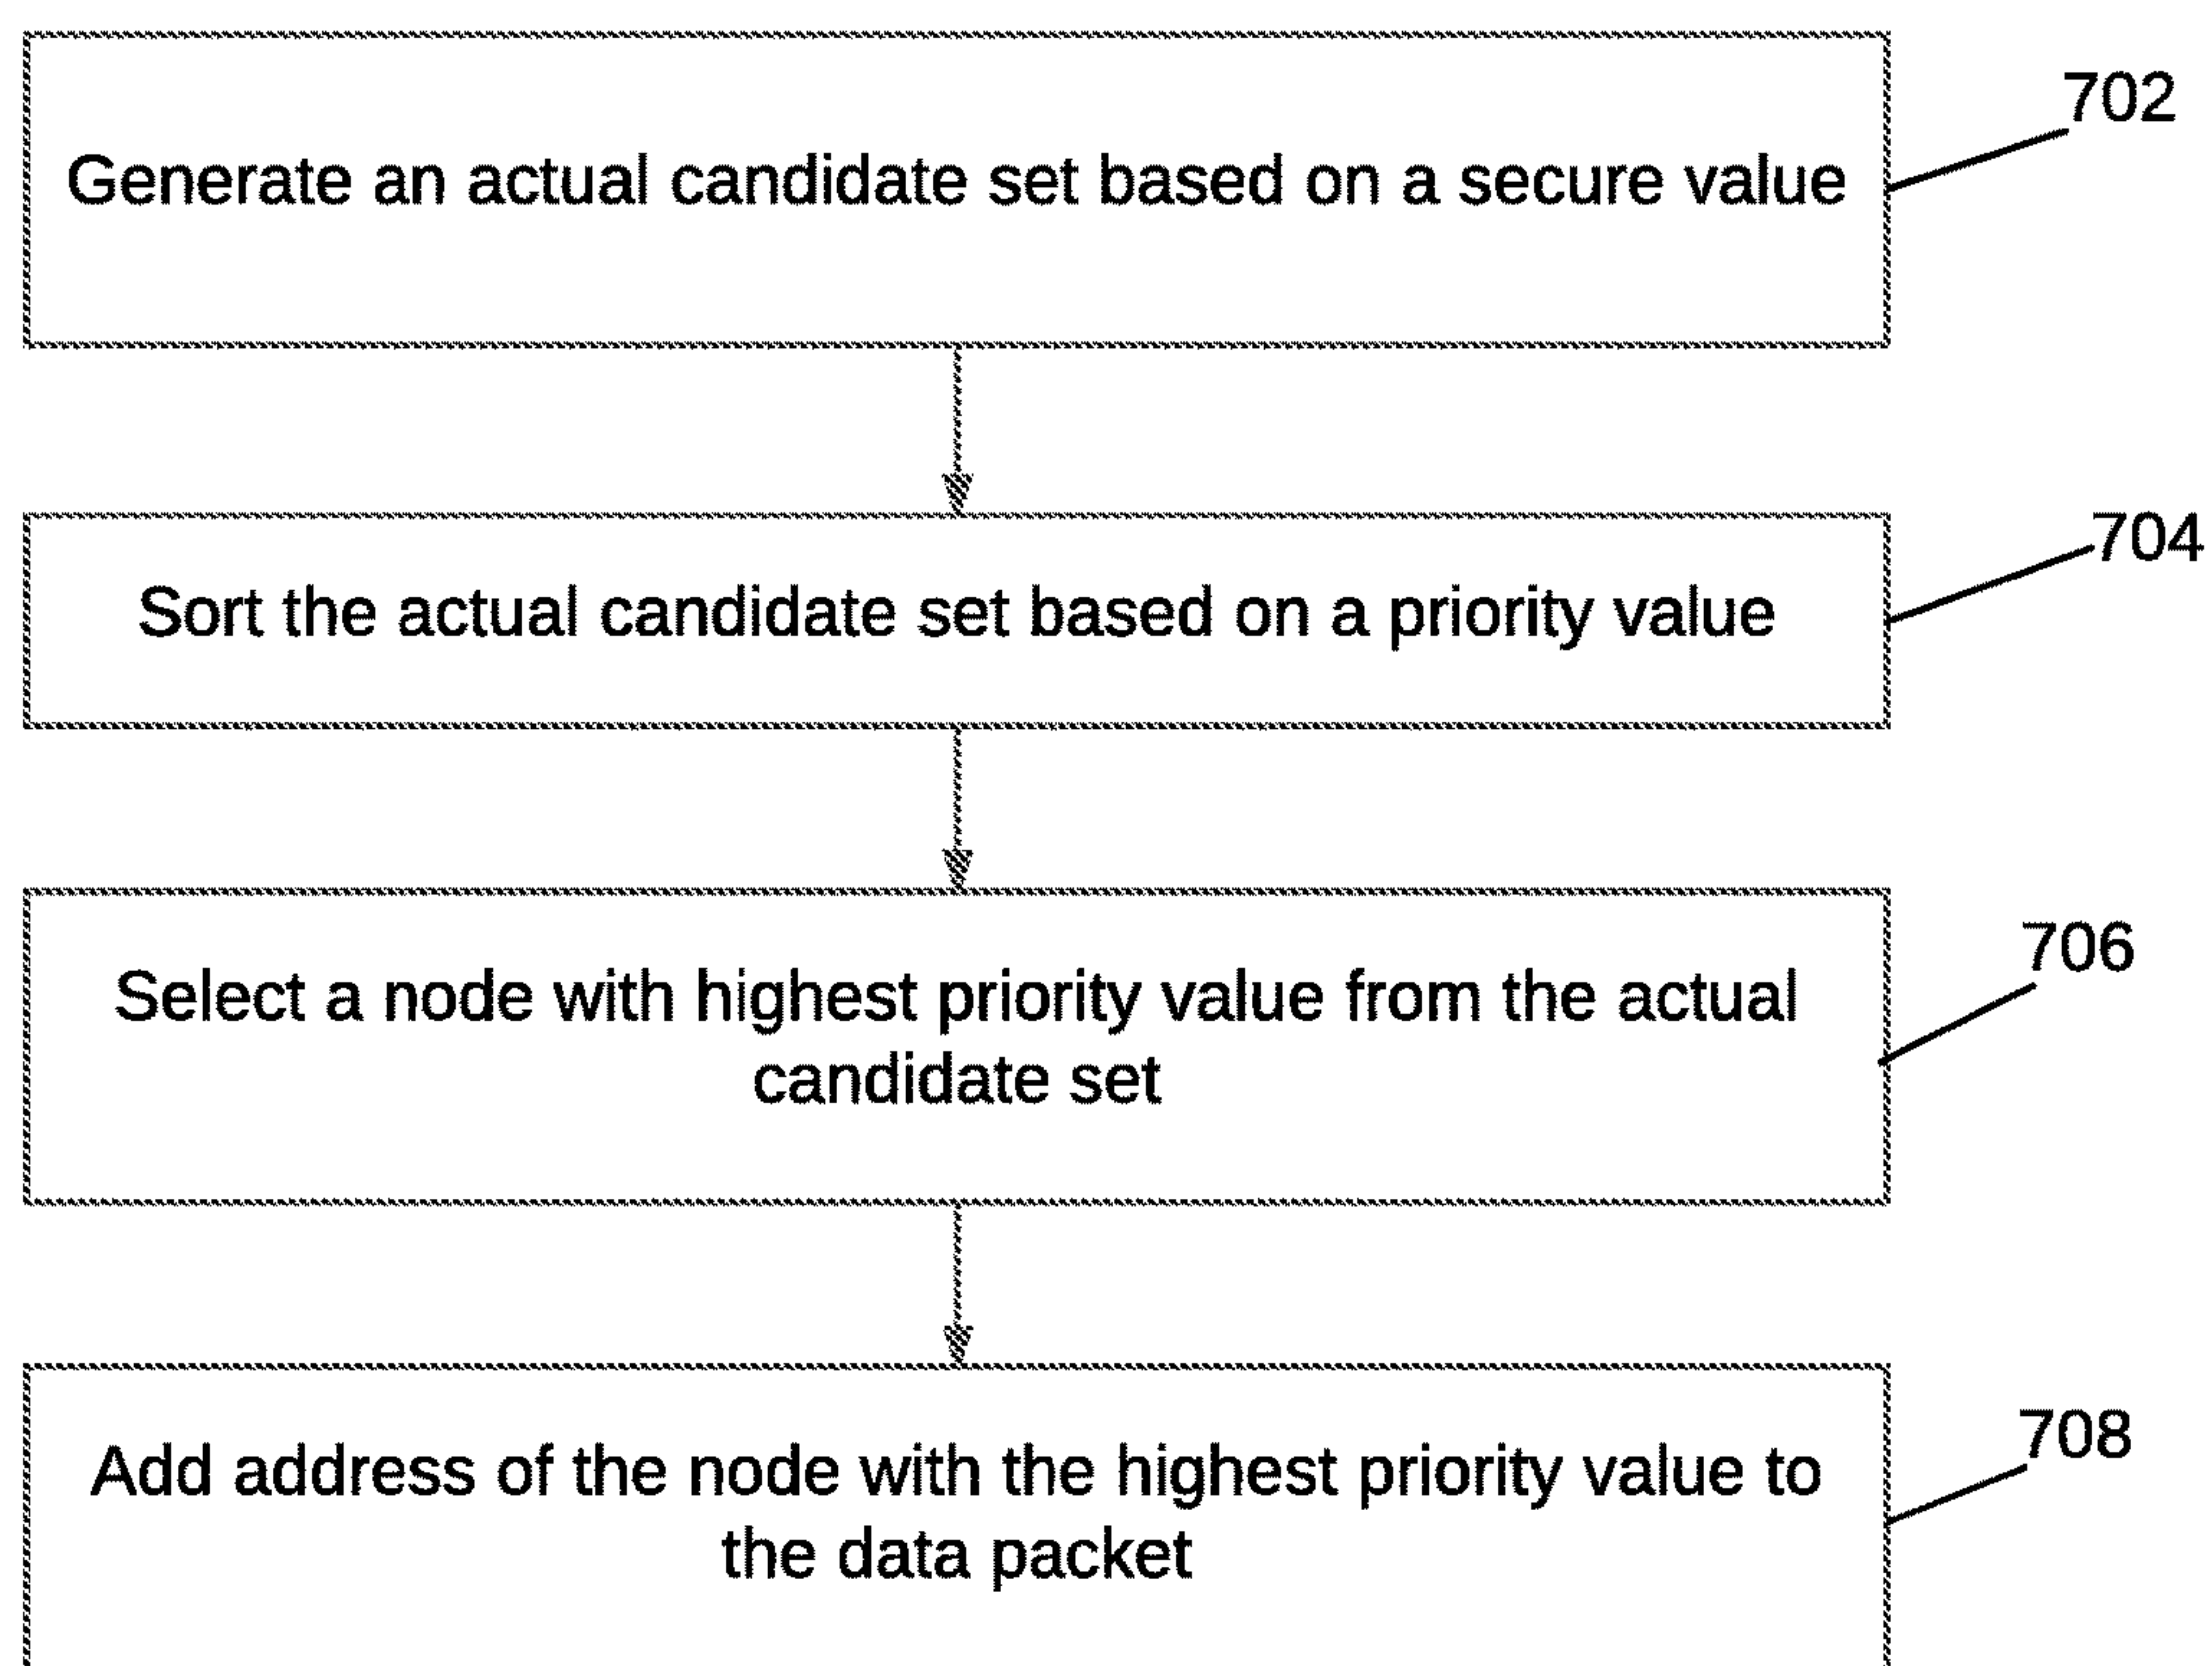 702
Generate an actual candidate set based on a secure value
704
Sort the actual candidate set based on a priority value
706
Select a node with highest priority value from the actual
candidate set
708
Add address of the node with the highest priority value to
the data packet